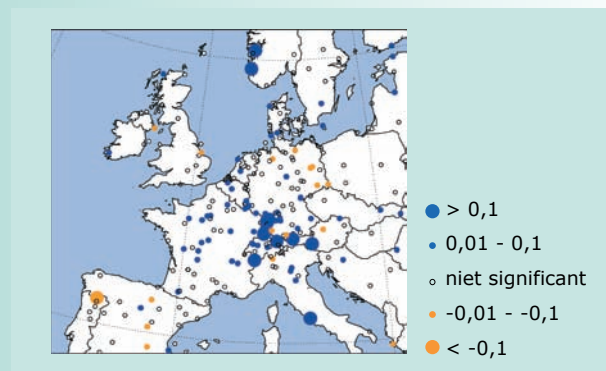 > 0,1
0,01 - 0,1
niet significant
-0,01 - -0,1
< -0,1